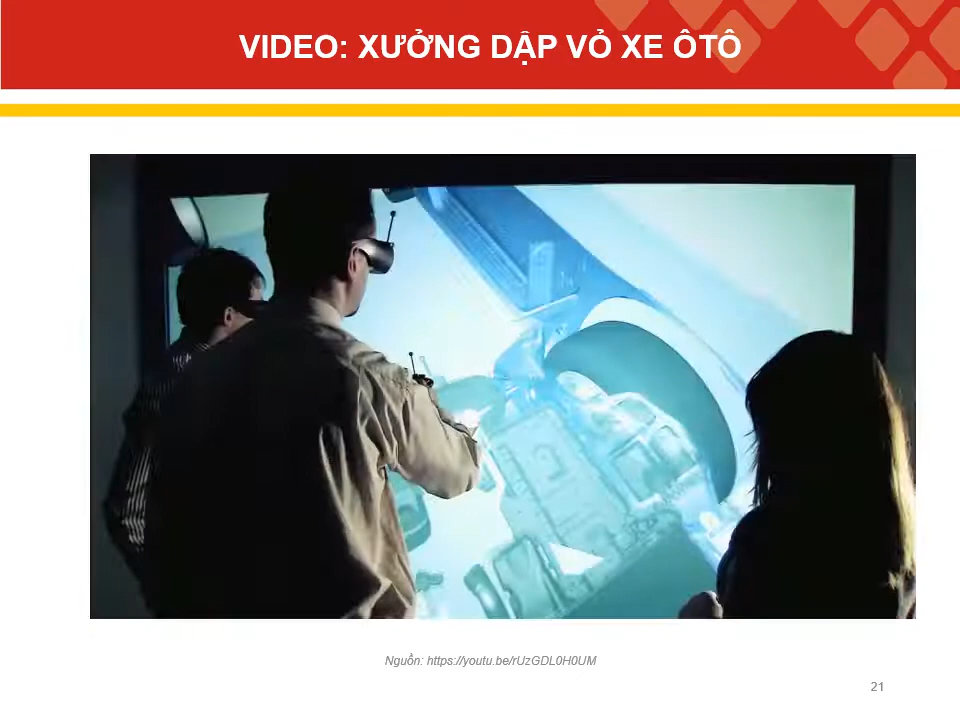 VIDEO: XƯỞNG DẬP VỎ XE ÔTÔ
Nguồn: https://youtu.be/rUzGDL0H0UM
21